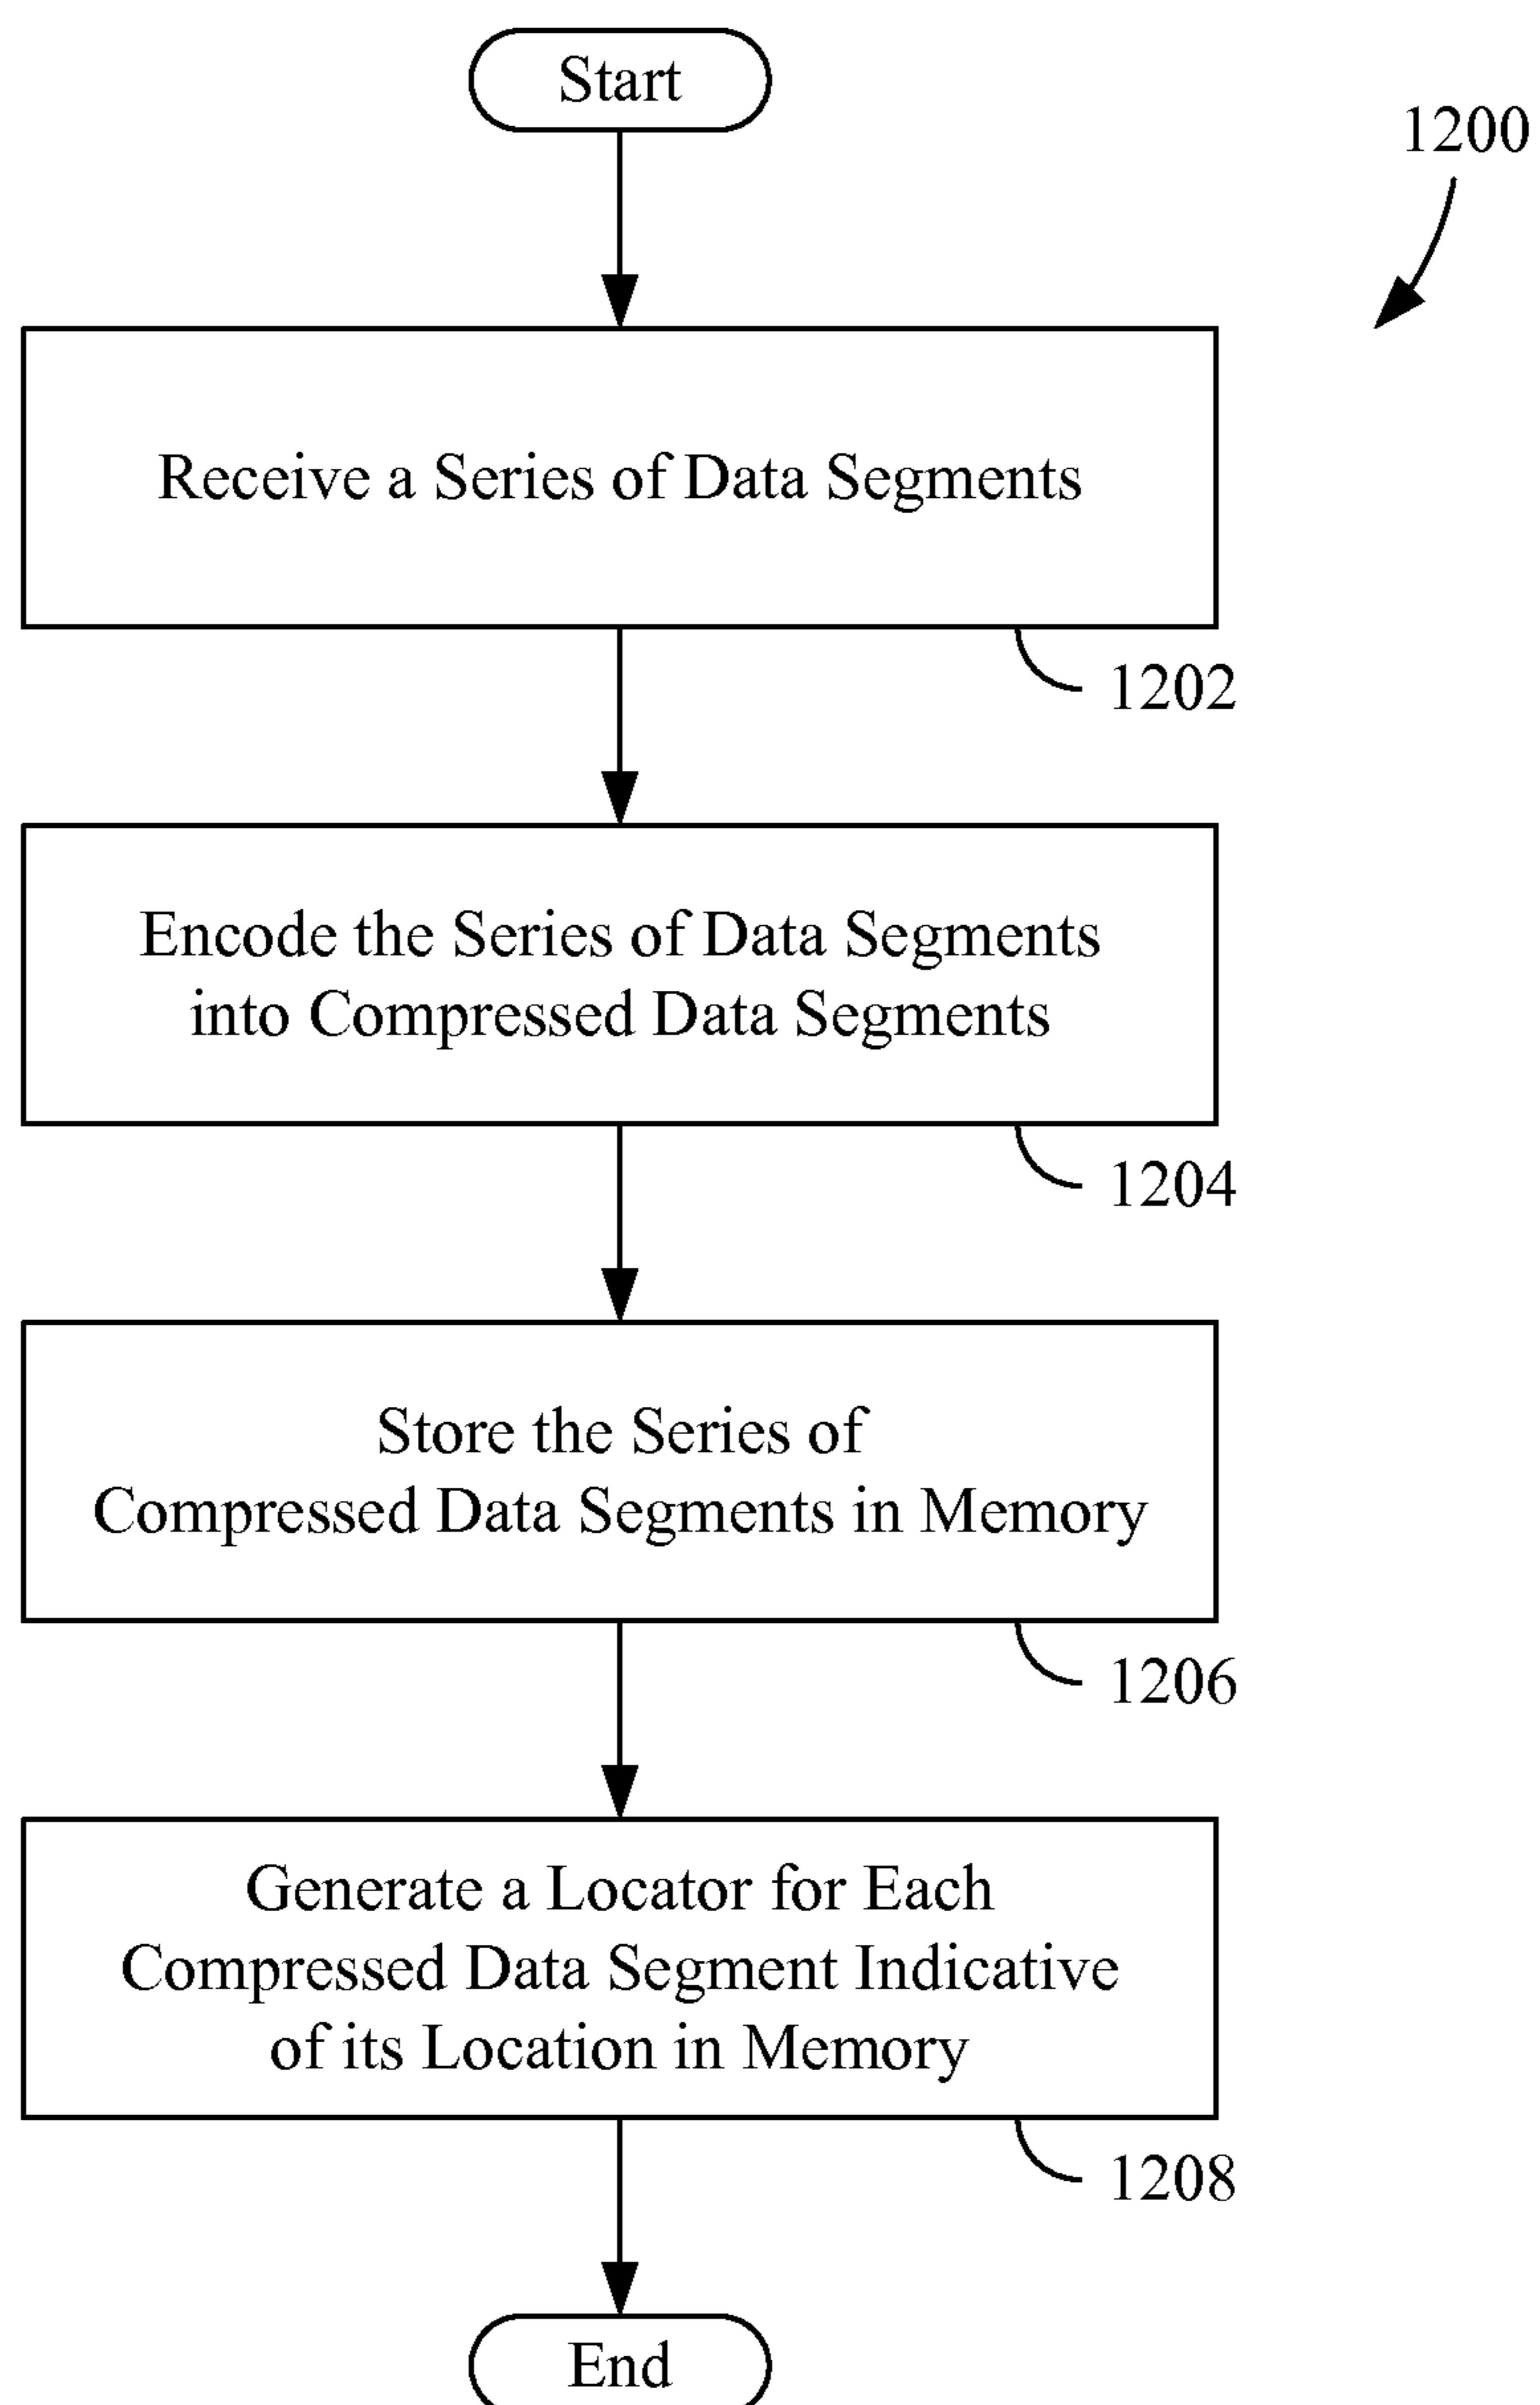 Start
1200
Receive a Series of Data Segments
1202
Encode the Series of Data Segments
into Compressed Data Segments
1204
Store the Series of
Compressed Data Segments in Memory
1206
Generate a Locator for Each
Compressed Data Segment Indicative
of its Location in Memory
1208
End